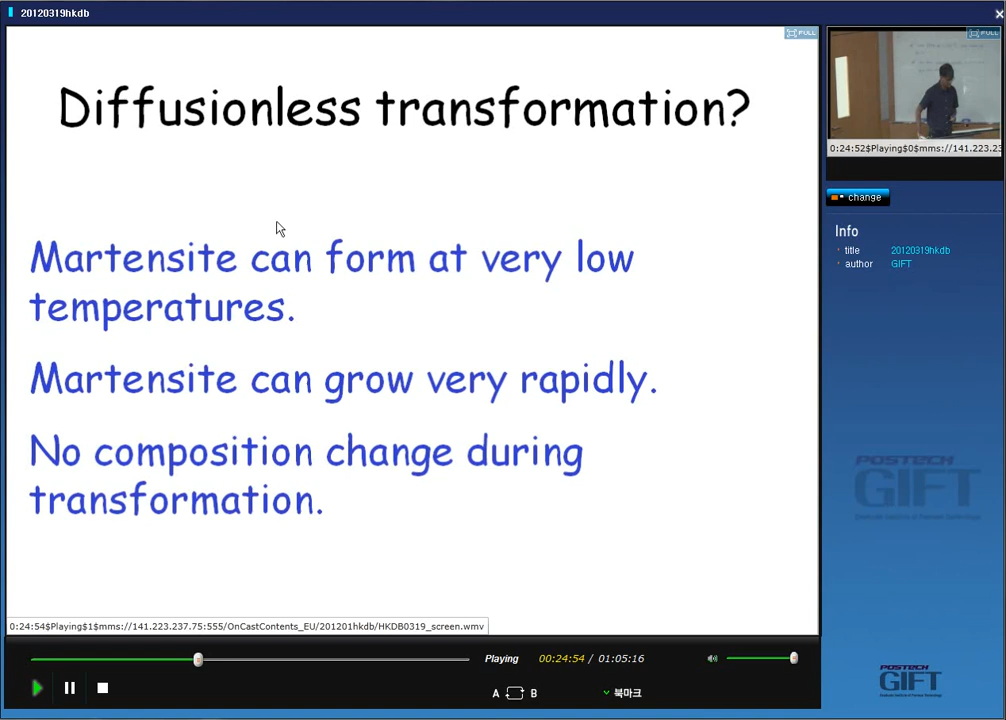 20120319hkdb
FULL
FULL
Diffusionless transformation?
Martensite can form at very low
temperatures.
Martensite can grow very rapidly.
No composition change during
transformation.
0:24:52$Playing$0$mms://141.223.23
change
Info
title 20120319hkdb
author GIFT
POSTECH
GIFT
0:24:54$Playing$1$mms://141.223.237.75:555/OnCastContents_EU/201201hkdb/HKDB0319_screen.wmv
Playing 00:24:54 / 01:05:16
A B 북마크
POSTECH
GIFT